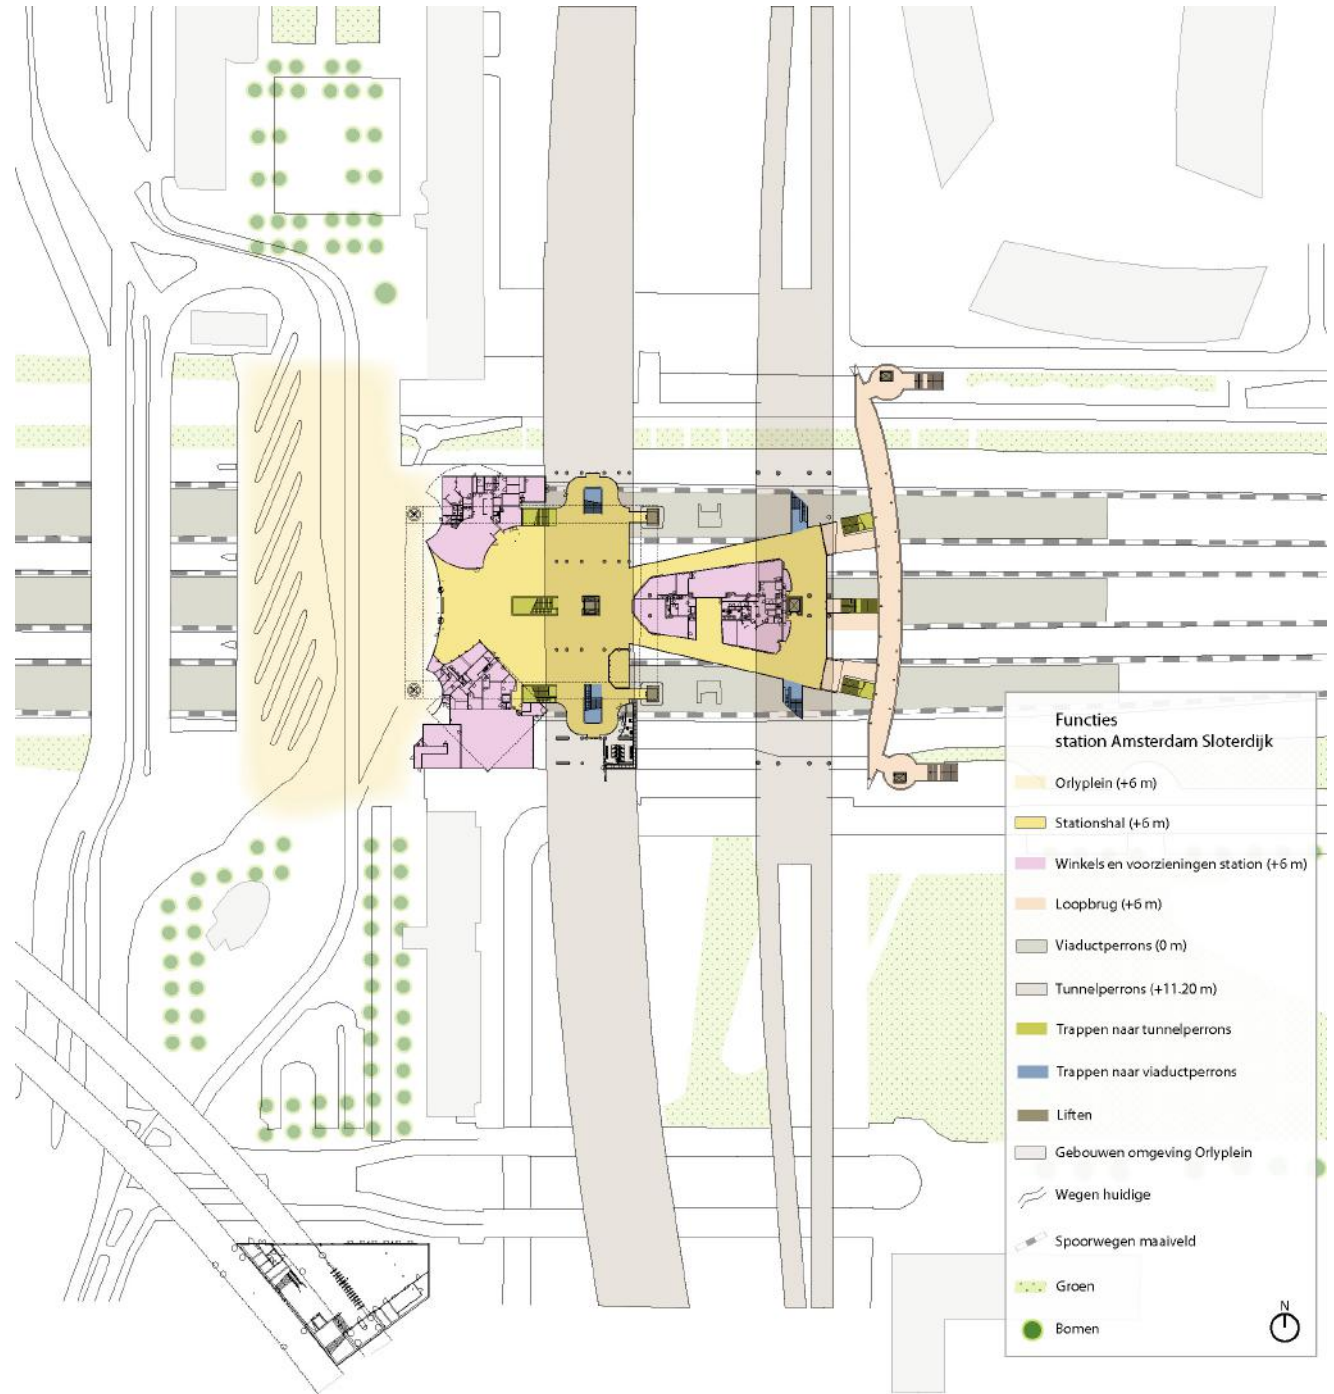 Functies
station Amsterdam Sloterdijk
Orlyplein (+6 m)
Stationshal (+6 m)
Winkels en voorzieningen station (+6 m)
Loopbrug (+6 m)
Viaductperrons (0 m)
Tunnelperrons (+11.20 m)
Trappen naar tunnelperrons
Trappen naar viaductperrons
Liften
Gebouwen omgeving Orlyplein
Wegen huidige
Spoorwegen maaiveld
Groen
Bomen
N